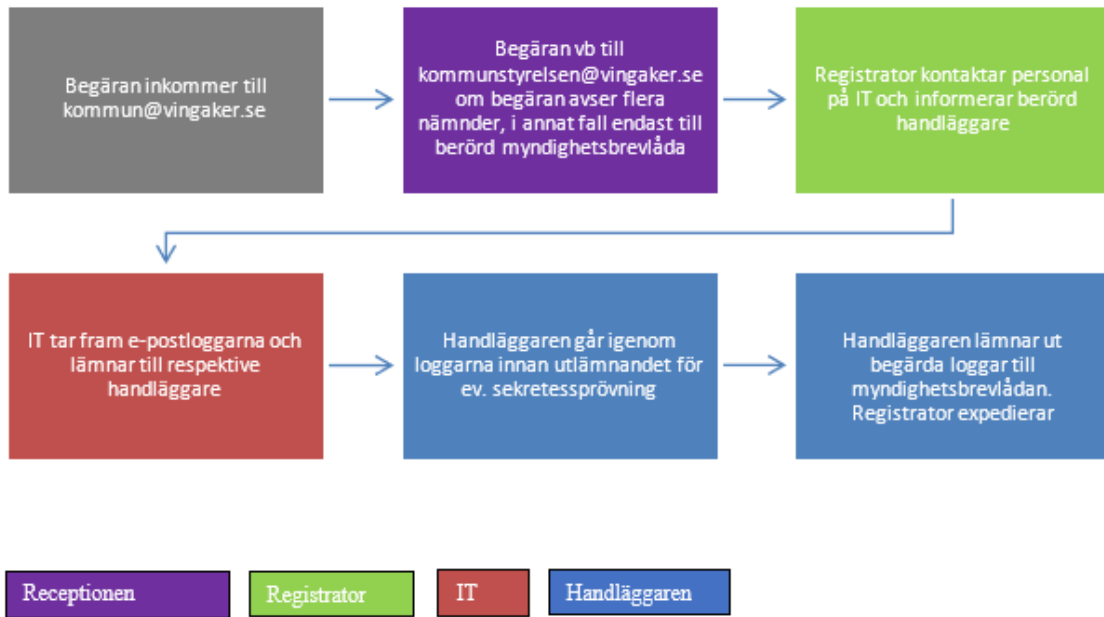 Begäran inkommer till
kommun@vingaker.se
Begäran vb till
kommunstyrelsen@vingaker.se
om begäran avser flera
nämnder, i annat fall endast till
berörd myndighetsbrevlåda
Registrator kontaktar personal
på IT och informerar berörd
handläggare
IT tar fram e-postloggarna och
lämnar till respektive
handläggare
Handläggaren går igenom
loggarna innan utlämnandet för
ev. sekretessprövning
Handläggaren lämnar ut
begärda loggar till
myndighetsbrevlådan.
Registrator expedierar
Receptionen
Registrator
IT
Handläggaren